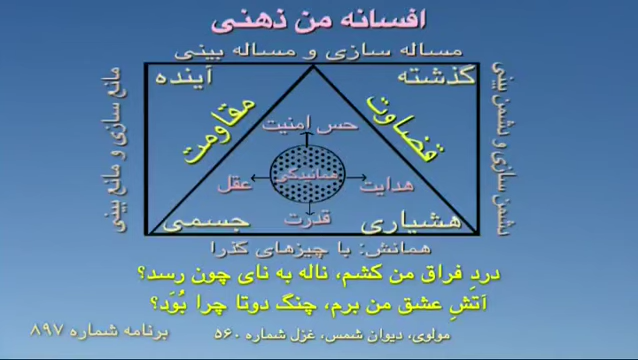 افسانه من ذهنی
مساله سازی و مساله بینی
گذشته
آینده
دشمن سازی و دشمن بینی
مانع سازی و مانع بینی
قضاوت
مقاومت
حس امنیت
همانیدگی
هدایت
عقل
قدرت
هشیاری
جسمی
همانش: با چیزهای گذرا
دردِ فراق من کشم، ناله به نای چون رسد؟
آتشِ عشق من برم، چنگ دوتا چرا بُوَد؟
مولوی، دیوان شمس، غزل شماره ۵۶۰
برنامه شماره ۸۹۷